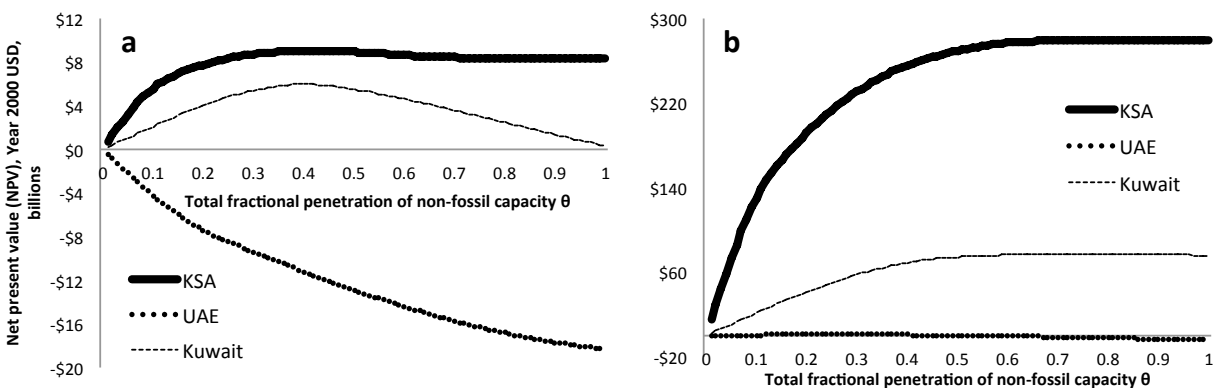 a
Net present value (NPV), Year 2000 USD,
billions
$12
$8
$4
$0
-$4
-$8
-$12
-$16
-$20
0 0.1 0.2 0.3 0.4 0.5 0.6 0.7 0.8 0.9 1
Total fractional penetration of non-fossil capacity θ
KSA
UAE
Kuwait
b
$300
$220
$140
$60
-$20
KSA
UAE
Kuwait
0 0.1 0.2 0.3 0.4 0.5 0.6 0.7 0.8 0.9 1
Total fractional penetration of non-fossil capacity θ